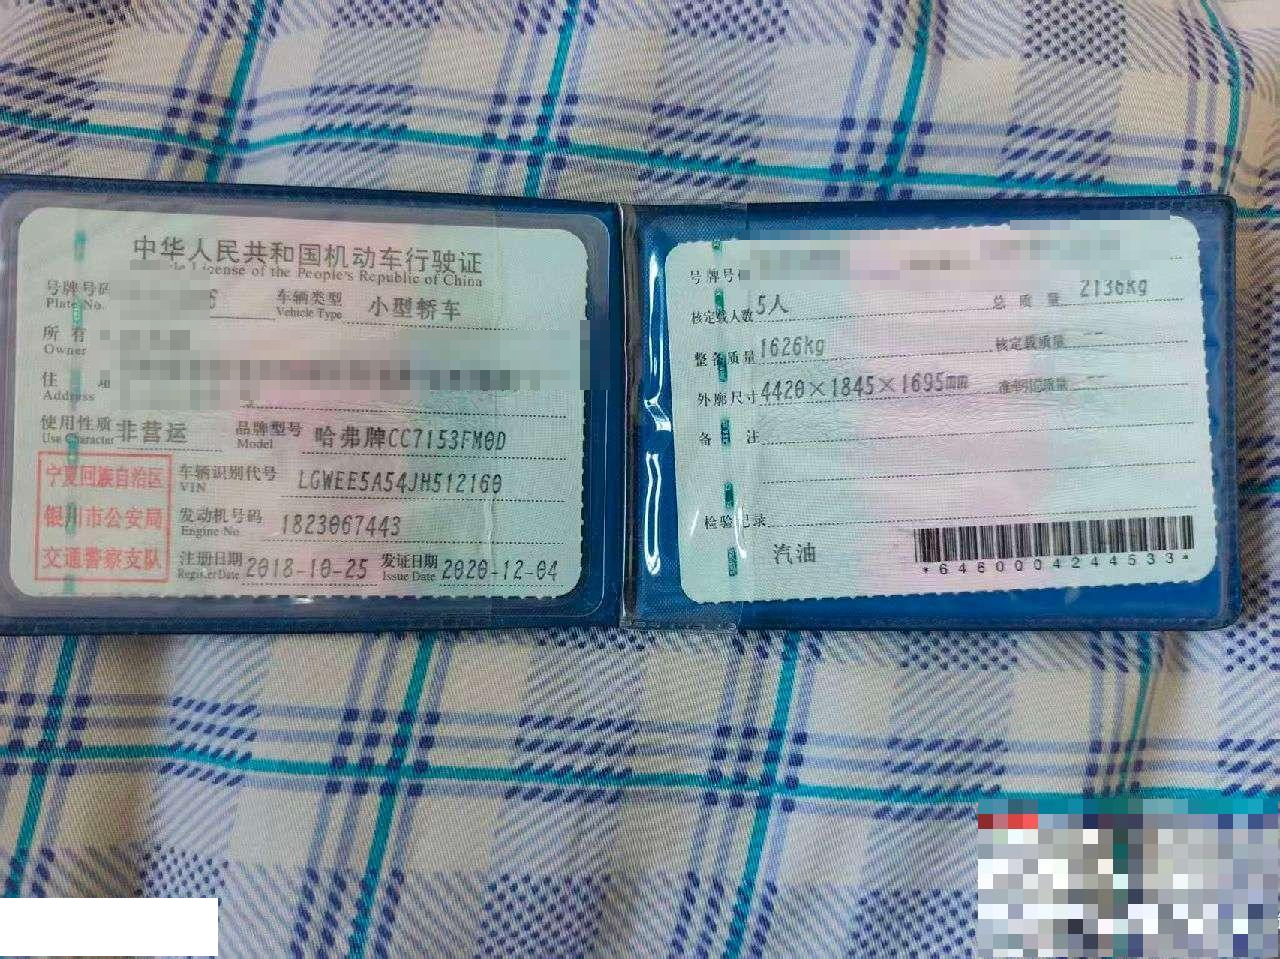 中华人民共和国机动车行驶证
License of the People's Republic of China
号牌号码
Plate No.
6
车辆类型
Vehicle Type
小型轿车
所有
Owner
住
Address
使用性质
Use Character
非营运
品牌型号
Model
哈弗牌CC7153FM0D
宁夏回族自治区
银川市公安局
交通警察支队
车辆识别代号
VIN
LGWEE5A54JH512160
发动机号码
Engine No.
1823067443
注册日期
Register Date
2018-10-25
发证日期
Issue Date
2020-12-04
号牌号
核定载人数
5人
总质量
2136kg
整备质量
1626kg
核定载质量
--
外廓尺寸
4420×1845×1695mm
准牵引总质量
--
备注
检验记录
汽油
*6460004244533*